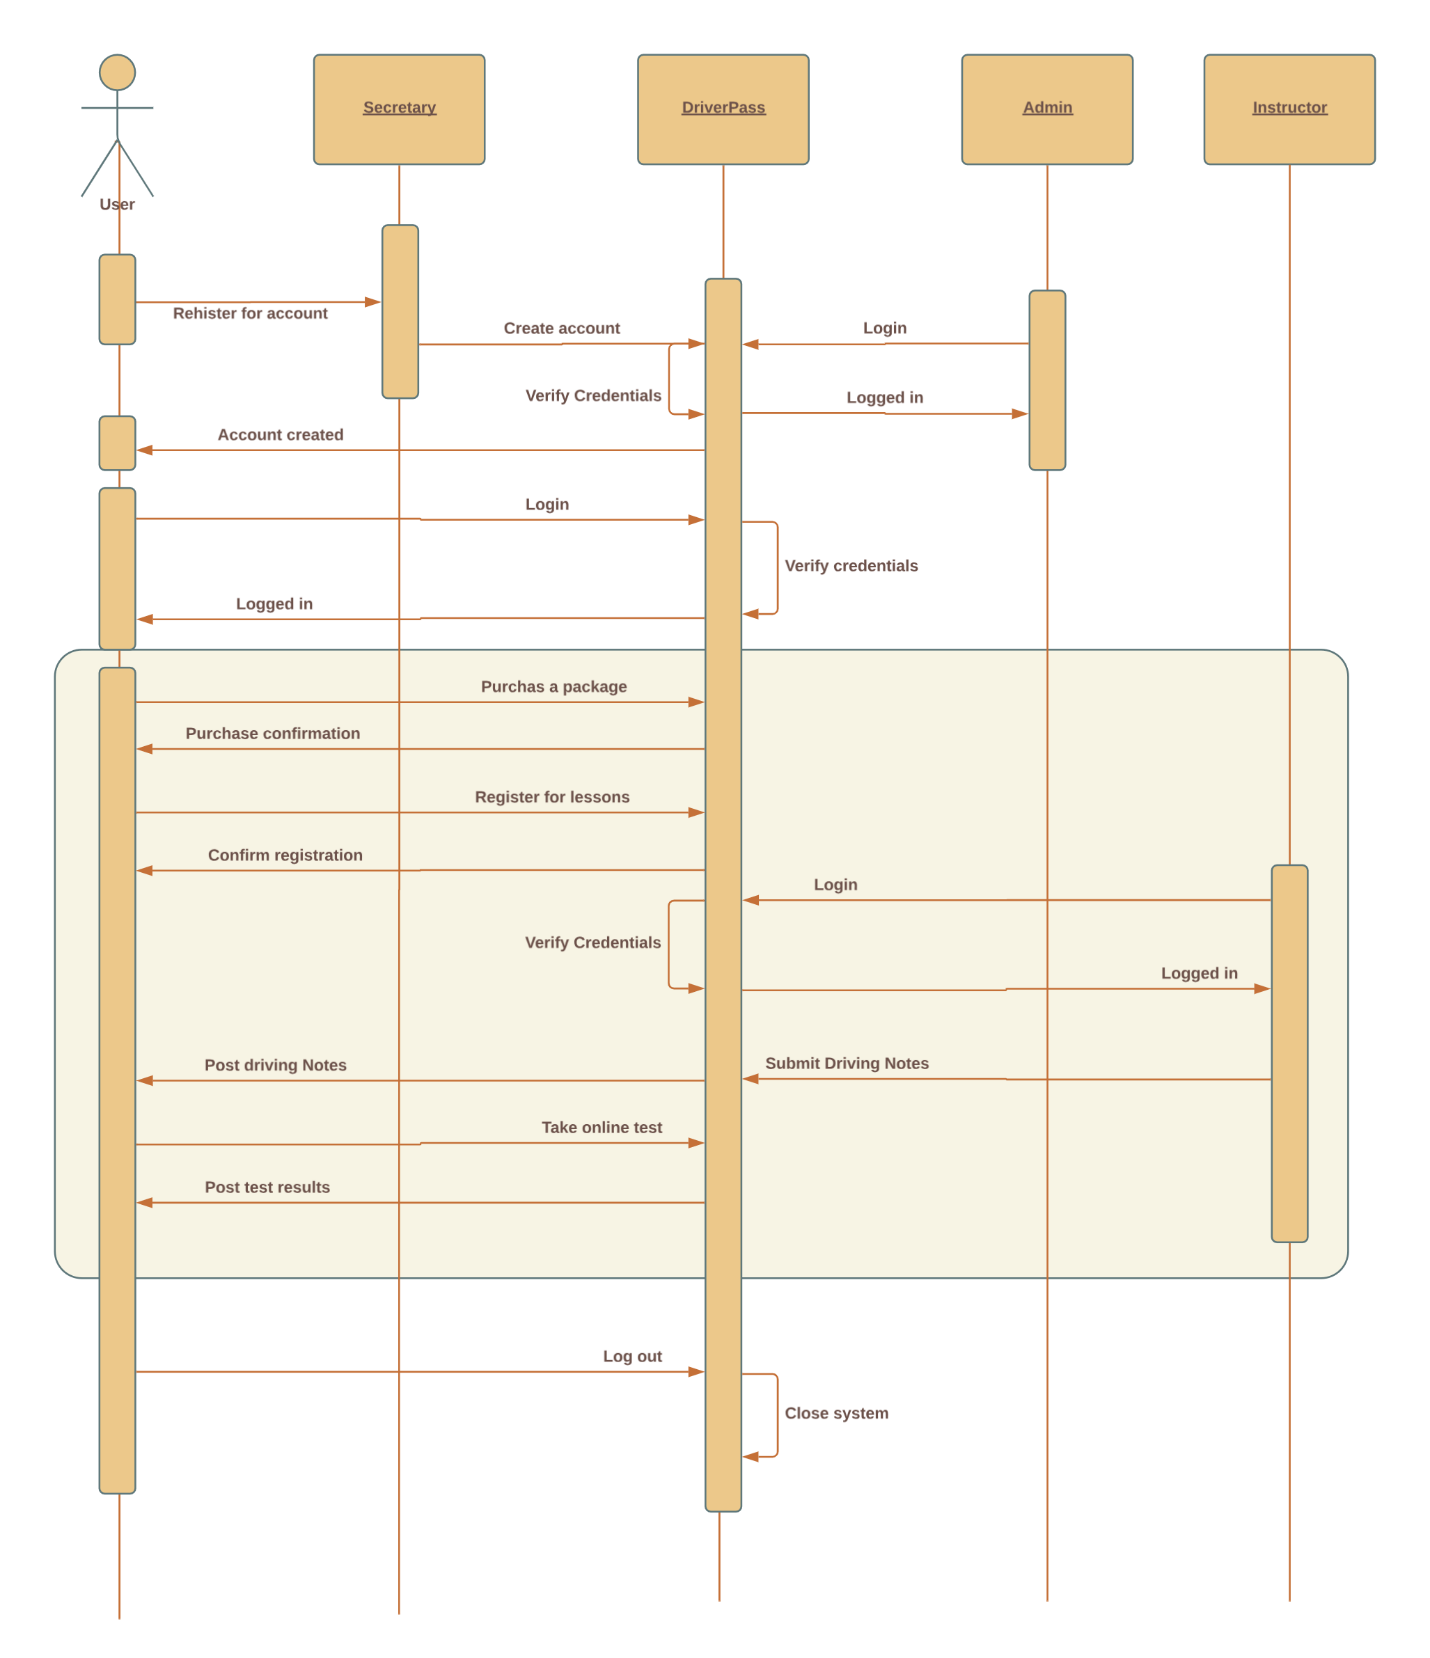 Secretary
DriverPass
Admin
Instructor
User
Rehister for account
Create account
Login
Verify Credentials
Logged in
Account created
Login
Verify credentials
Logged in
Purchas a package
Purchase confirmation
Register for lessons
Confirm registration
Login
Verify Credentials
Logged in
Post driving Notes
Submit Driving Notes
Take online test
Post test results
Log out
Close system